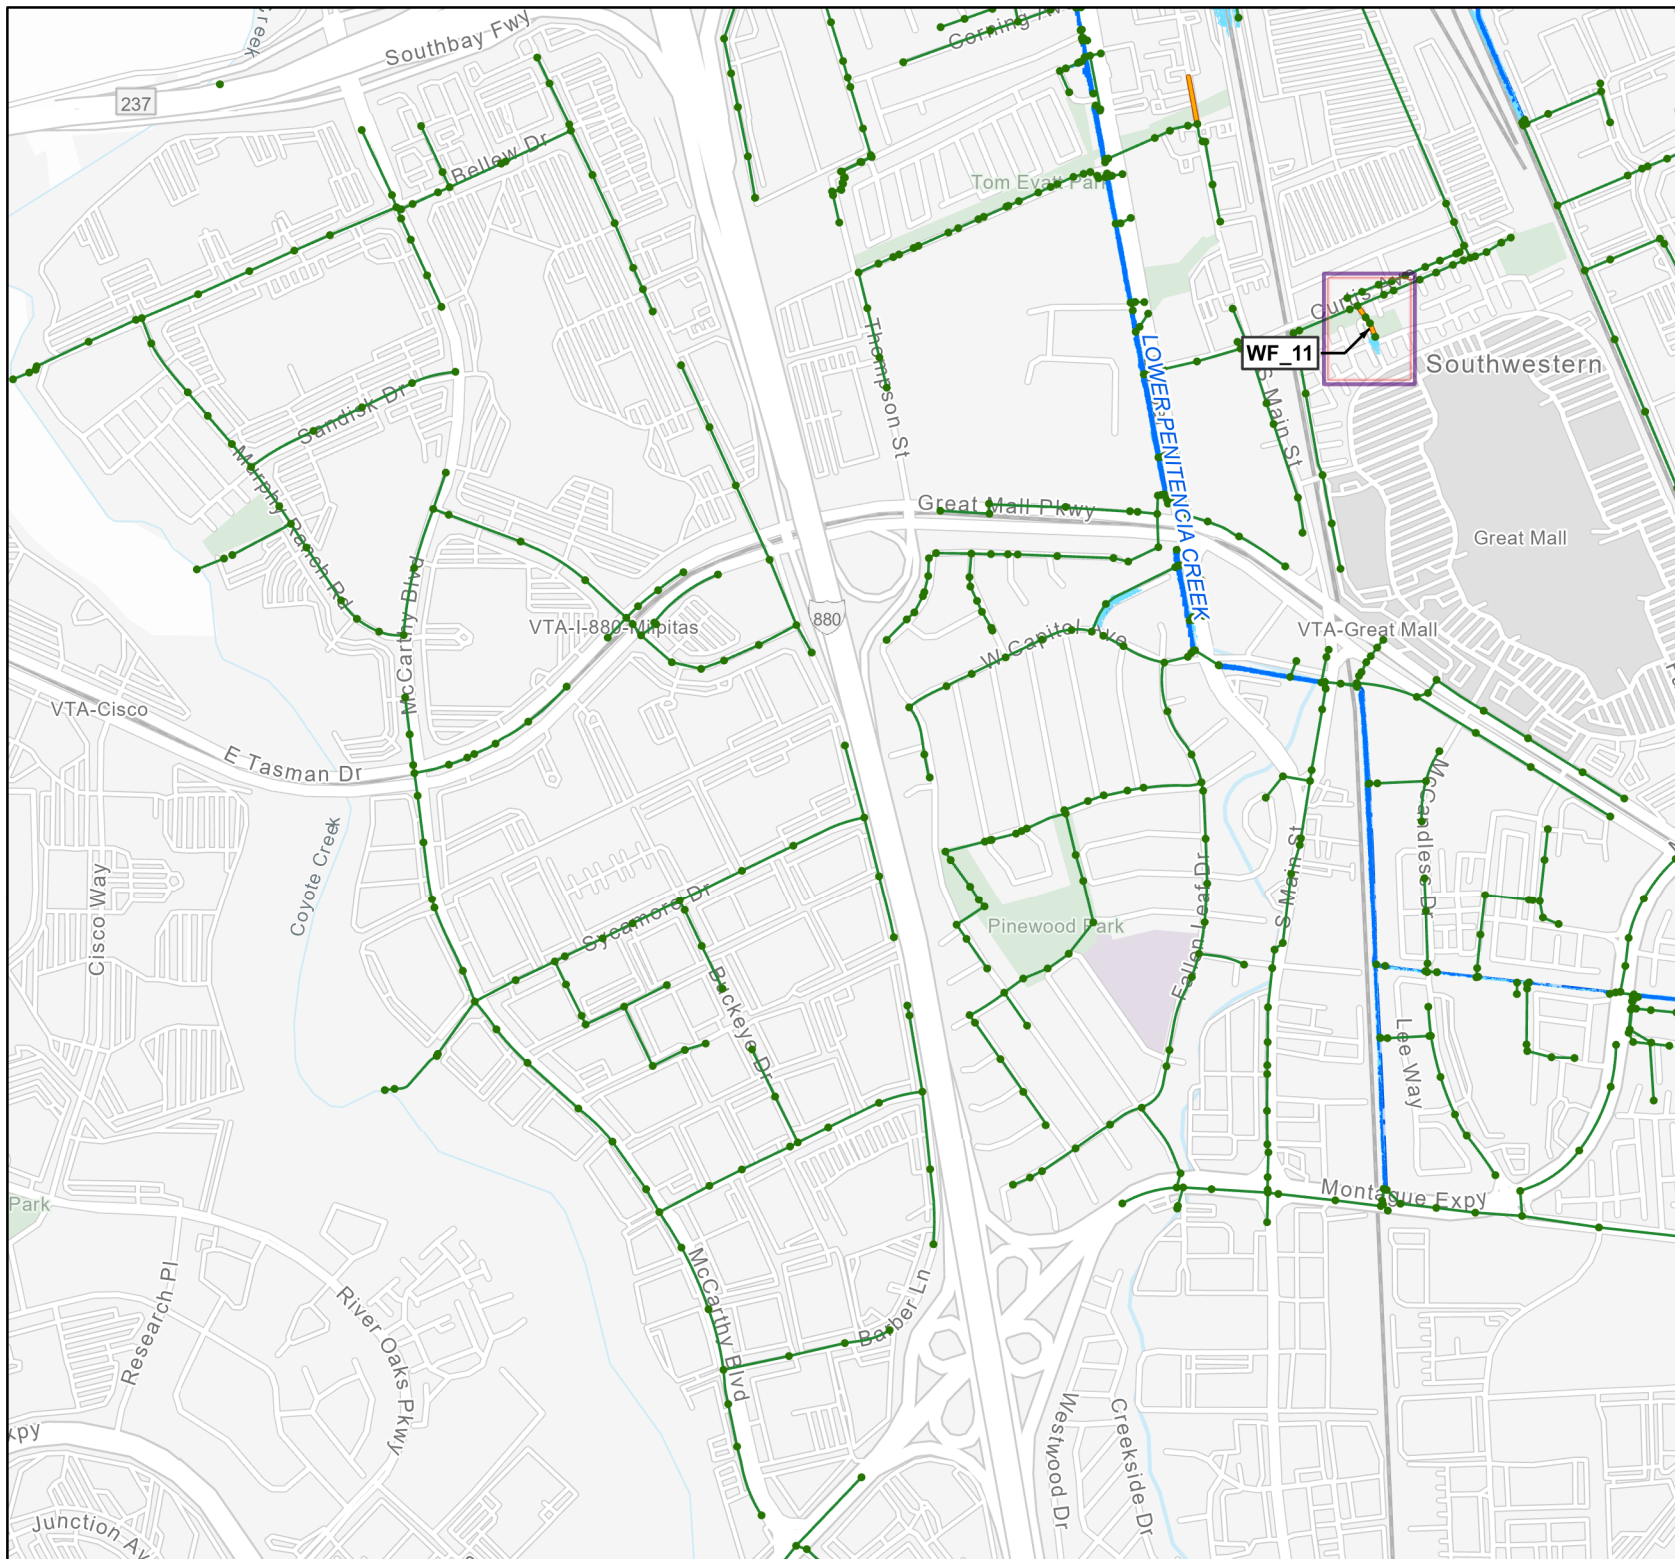 Creek
Southbay Fwy
Corning Av
237
Bellew Dr
Tom Evatt Park
Curtis Ave
WF_11
Southwestern
Thompson St
LOWER PENITENCIA CREEK
S Main St
Sandisk Dr
Murphy Ranch Rd
Great Mall Pkwy
Great Mall
McCarthy Blvd
VTA-I-880-Milpitas
880
W Capitol Ave
VTA-Great Mall
VTA-Cisco
E Tasman Dr
Coyote Creek
Cisco Way
McCandless Dr
Sycamore Dr
Pinewood Park
Fallen Leaf Dr
S Main St
Buckeye Dr
Lee Way
Park
Montague Expy
Research Pl
River Oaks Pkwy
McCarthy Blvd
Barber Ln
Westwood Dr
Creekside Dr
xpy
Junction Av